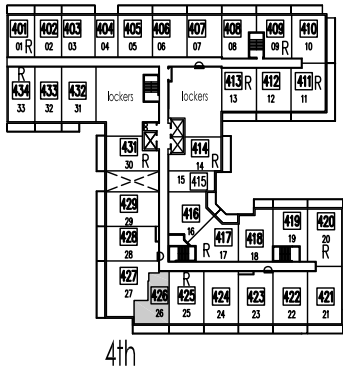 401 402 403 404 405 406 407 408 409 410
01 R 02 03 04 05 06 07 08 09 R 10
R
434 433 432 lockers lockers 413 R 412 411 R
33 32 31 13 12 11
431 414
30 R 14 R
15 415
429 416
29 16
428 R 417 418 419 420
28 17 18 19 20
R
427 R
27 426 425 424 423 422 421
26 25 24 23 22 21
4th